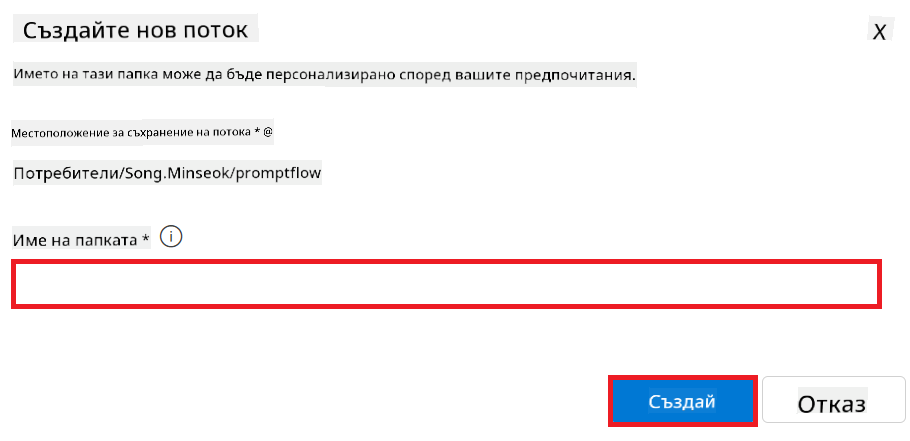 Създайте нов поток
X
Името на тази папка може да бъде персонализирано според вашите предпочитания.
Местоположение за съхранение на потока * @
Потребители/Song.Minseok/promptflow
Име на папката * i
Създай
Отказ